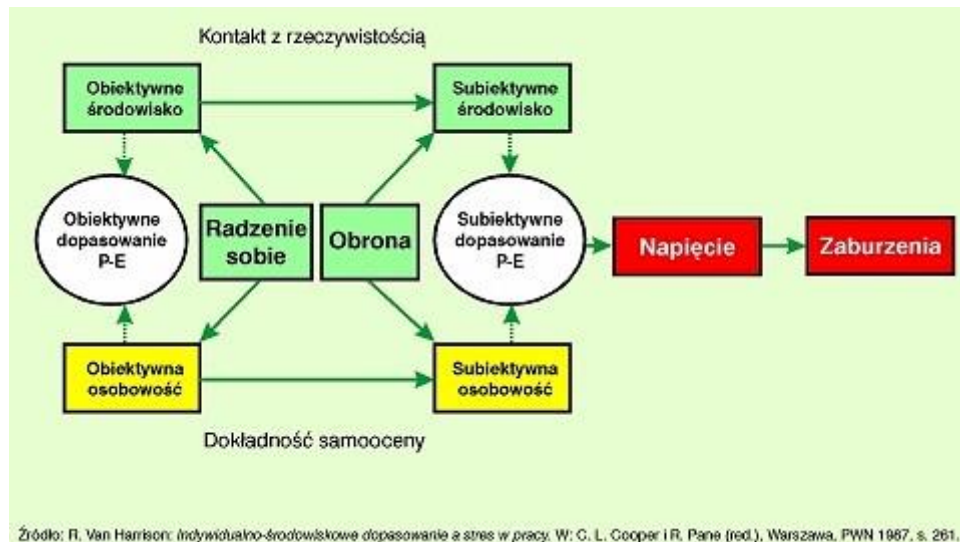 Kontakt z rzeczywistością
Obiektywne
środowisko
Subiektywne
środowisko
Obiektywne
dopasowanie
P-E
Radzenie
sobie
Obrona
Subiektywne
dopasowanie
P-E
Napięcie
Zaburzenia
Obiektywna
osobowość
Subiektywna
osobowość
Dokładność samooceny
Źródło: R. Van Harrison: Indywidualno-środowiskowe dopasowanie a stres w pracy. W: C. L. Cooper i R. Pane (red.), Warszawa, PWN 1987, s. 261.